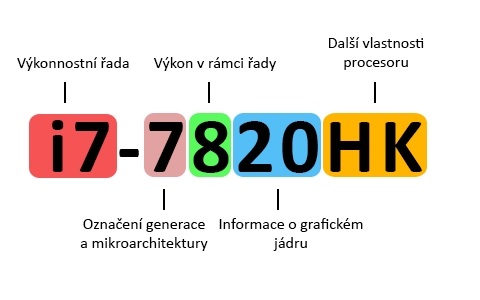 Výkonnostní řada
Výkon v rámci řady
Další vlastnosti
procesoru
i7-7820HK
Označení generace
a mikroarchitektury
Informace o grafickém
jádru